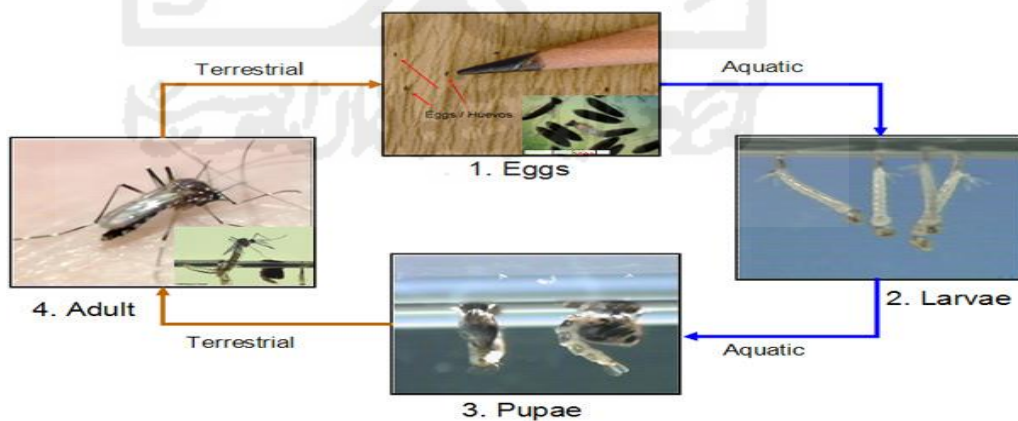 Terrestrial
Aquatic
Eggs / Huevos
1. Eggs
4. Adult
2. Larvae
Terrestrial
Aquatic
3. Pupae